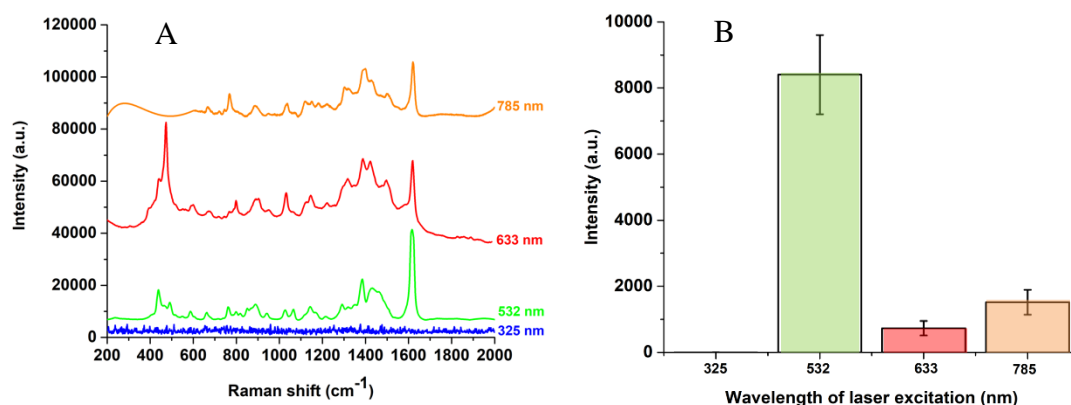 A
120000
100000
80000
60000
40000
20000
0
Intensity (a.u.)
785 nm
633 nm
532 nm
325 nm
200 400 600 800 1000 1200 1400 1600 1800 2000
Raman shift (cm-1)
B
10000
8000
6000
4000
2000
0
Intensity (a.u.)
325 532 633 785
Wavelength of laser excitation (nm)